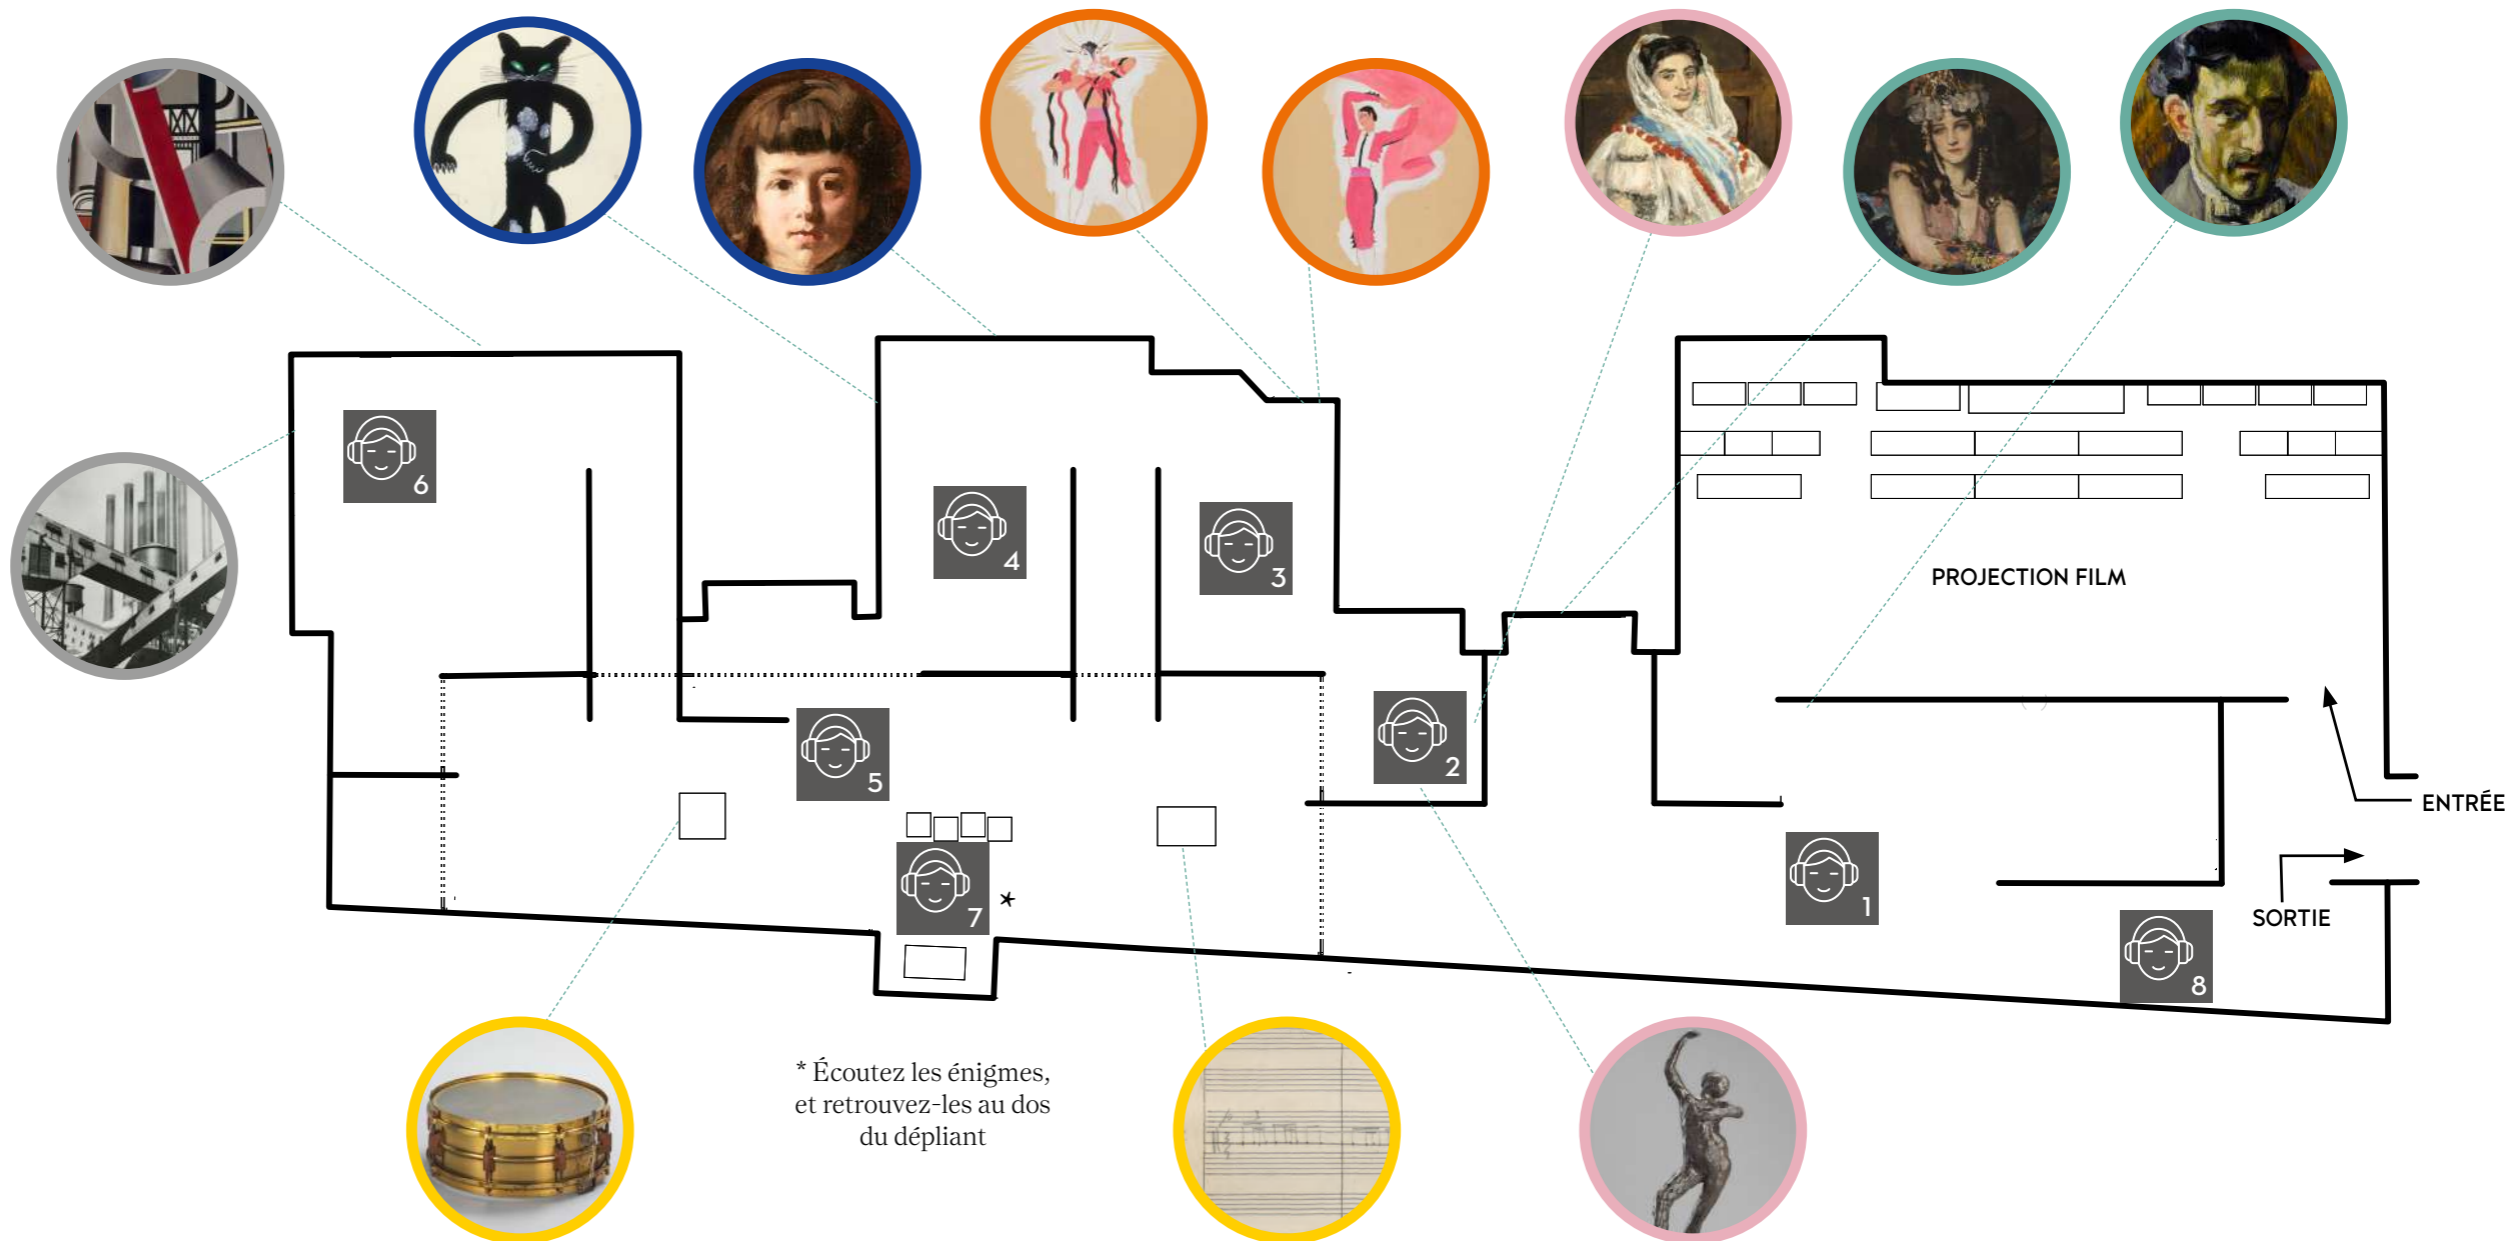 6
4
3
PROJECTION FILM
2
5
ENTRÉE
1
7
*
SORTIE
8
* Écoutez les énigmes,
et retrouvez-les au dos
du dépliant